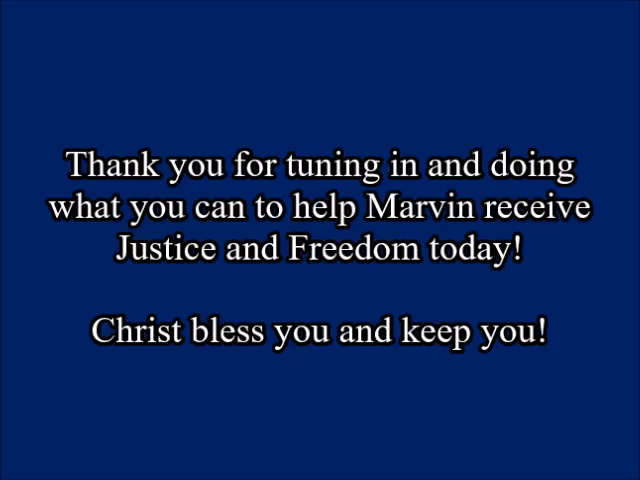 Thank you for tuning in and doing
what you can to help Marvin receive
Justice and Freedom today!
Christ bless you and keep you!